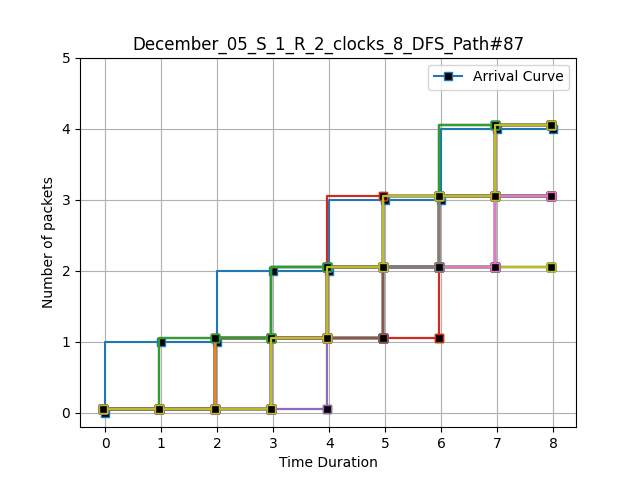 December_05_S_1_R_2_clocks_8_DFS_Path#87
Arrival Curve
Number of packets
5
4
3
2
1
0
0 1 2 3 4 5 6 7 8
Time Duration